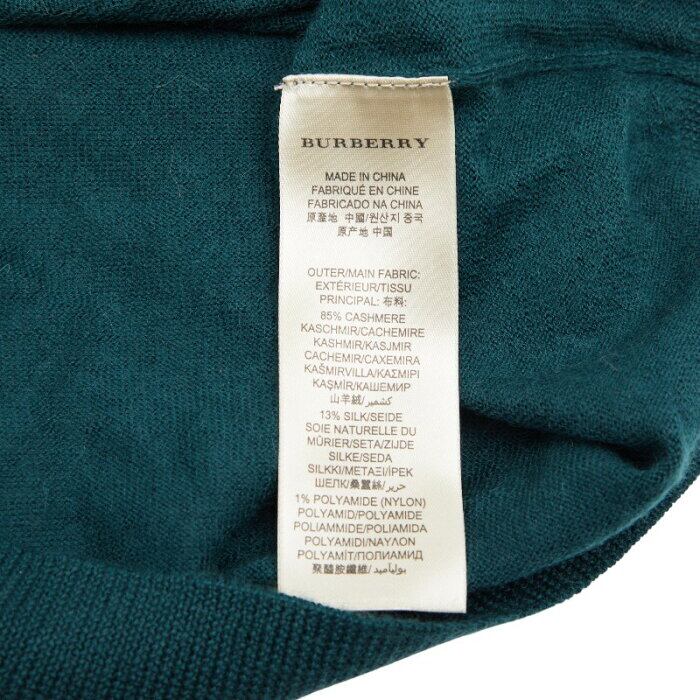 BURBERRY
MADE IN CHINA
FABRIQUÉ EN CHINE
FABRICADO NA CHINA
原産地 中國/원산지 중국
原产地 中国
OUTER/MAIN FABRIC:
EXTÉRIEUR/TISSU
PRINCIPAL: 布料:
85% CASHMERE
KASCHMIR/CACHEMIRE
KASHMIR/KASJMIR
CACHEMIR/CAXEMIRA
KAŠMIRVILLA/ΚΑΣΜΙΡΙ
KAŞMİR/КАШЕМИР
山羊絨/كشمير
13% SILK/SEIDE
SOIE NATURELLE DU
MÛRIER/SETA/ZIJDE
SILKE/SEDA
SILKKI/ΜΕΤΑΞΙ/İPEK
ШЕЛК/桑蠶絲/حرير
1% POLYAMIDE (NYLON)
POLYAMID/POLYAMIDE
POLIAMMIDE/POLIAMIDA
POLYAMIDI/ΝΑΥΛΟΝ
POLYAMİT/ПОЛИАМИД
聚醯胺纖維/بوليآميد